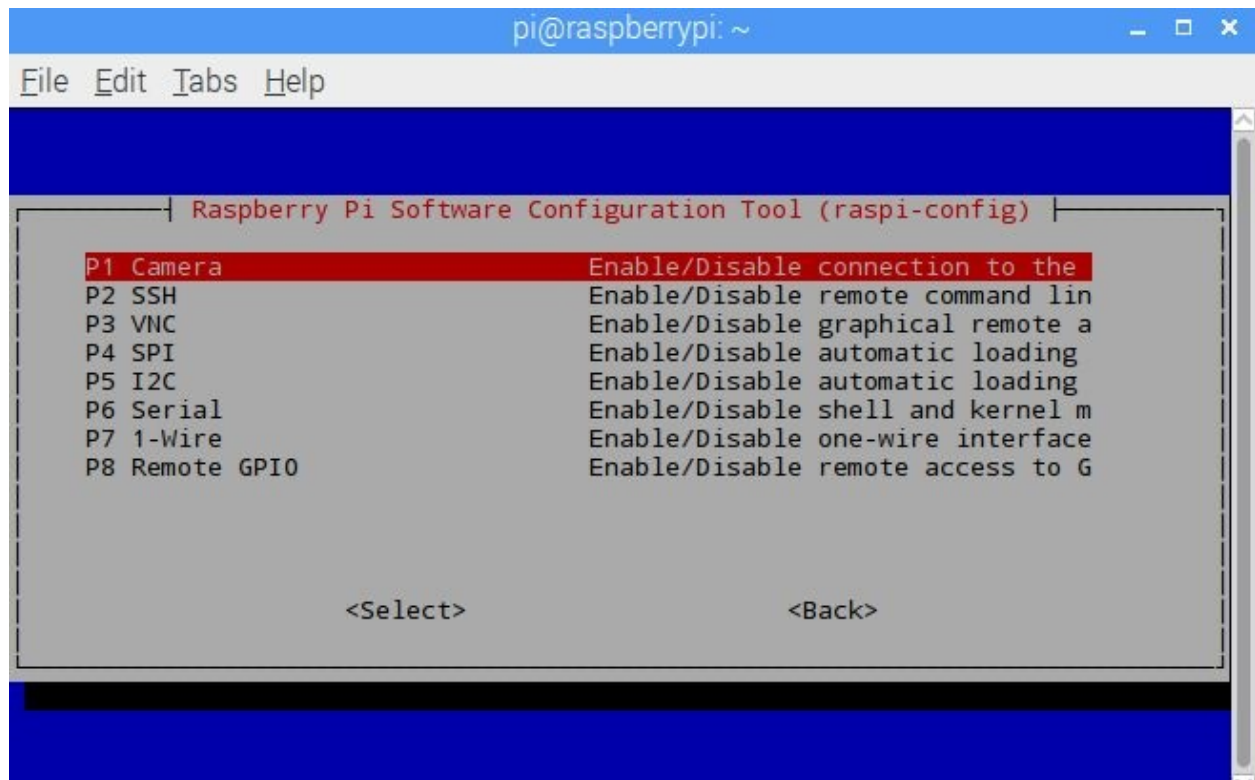 pi@raspberrypi: ~
File Edit Tabs Help
Raspberry Pi Software Configuration Tool (raspi-config)
P1 Camera Enable/Disable connection to the
P2 SSH Enable/Disable remote command lin
P3 VNC Enable/Disable graphical remote a
P4 SPI Enable/Disable automatic loading
P5 I2C Enable/Disable automatic loading
P6 Serial Enable/Disable shell and kernel m
P7 1-Wire Enable/Disable one-wire interface
P8 Remote GPIO Enable/Disable remote access to G
<Select> <Back>